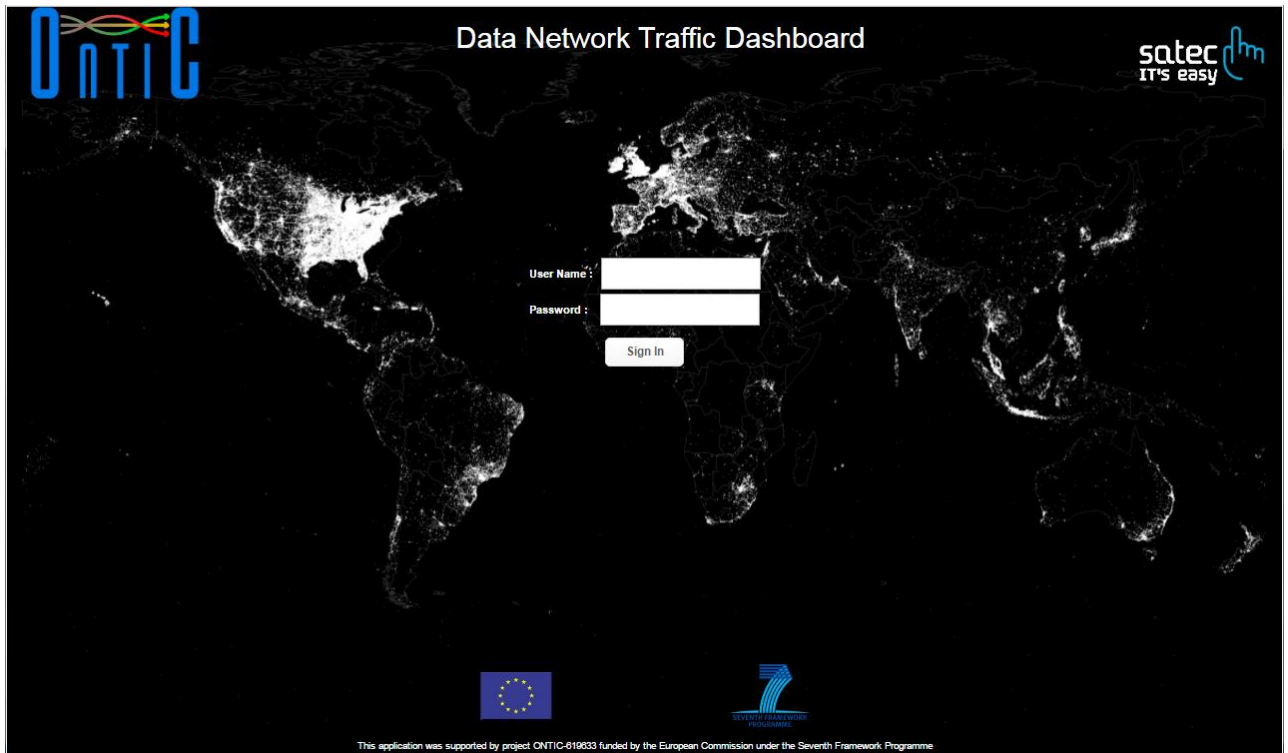 ONTIC
Data Network Traffic Dashboard
satec
IT's easy
User Name :
Password :
Sign In
SEVENTH FRAMEWORK
PROGRAMME
This application was supported by project ONTIC-619633 funded by the European Commission under the Seventh Framework Programme